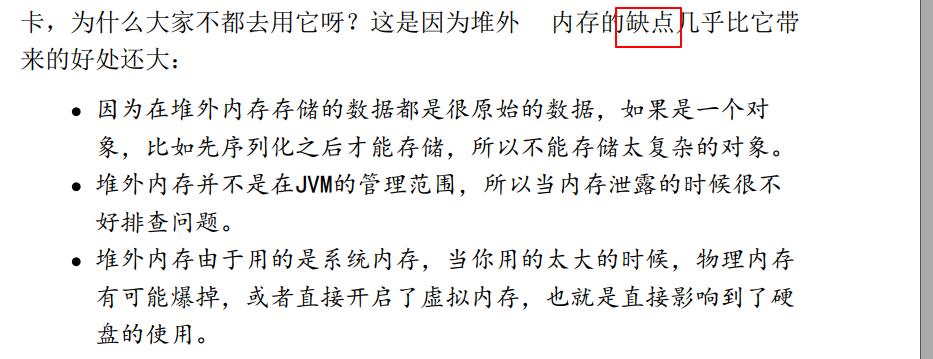 卡，为什么大家不都去用它呀？这是因为堆外 内存的缺点几乎比它带
来的好处还大：
● 因为在堆外内存存储的数据都是很原始的数据，如果是一个对
象，比如先序列化之后才能存储，所以不能存储太复杂的对象。
● 堆外内存并不是在JVM的管理范围，所以当内存泄露的时候很不
好排查问题。
● 堆外内存由于用的是系统内存，当你用的太大的时候，物理内存
有可能爆掉，或者直接开启了虚拟内存，也就是直接影响到了硬
盘的使用。